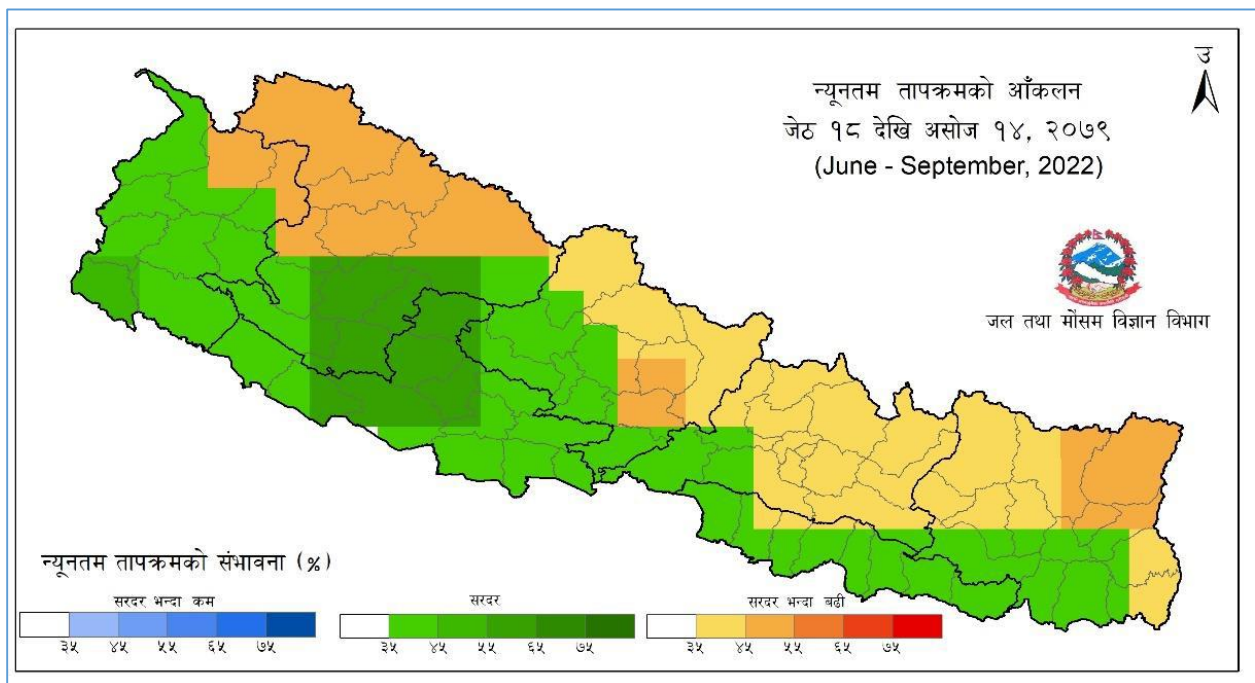 उ
न्यूनतम तापक्रमको आँकलन
जेठ १८ देखि असोज १४, २०७९
(June - September, 2022)
जल तथा मौसम विज्ञान विभाग
न्यूनतम तापक्रमको संभावना (%)
सरदर भन्दा कम
३५ ४५ ५५ ६५ ७५
सरदर
३५ ४५ ५५ ६५ ७५
सरदर भन्दा बढी
३५ ४५ ५५ ६५ ७५